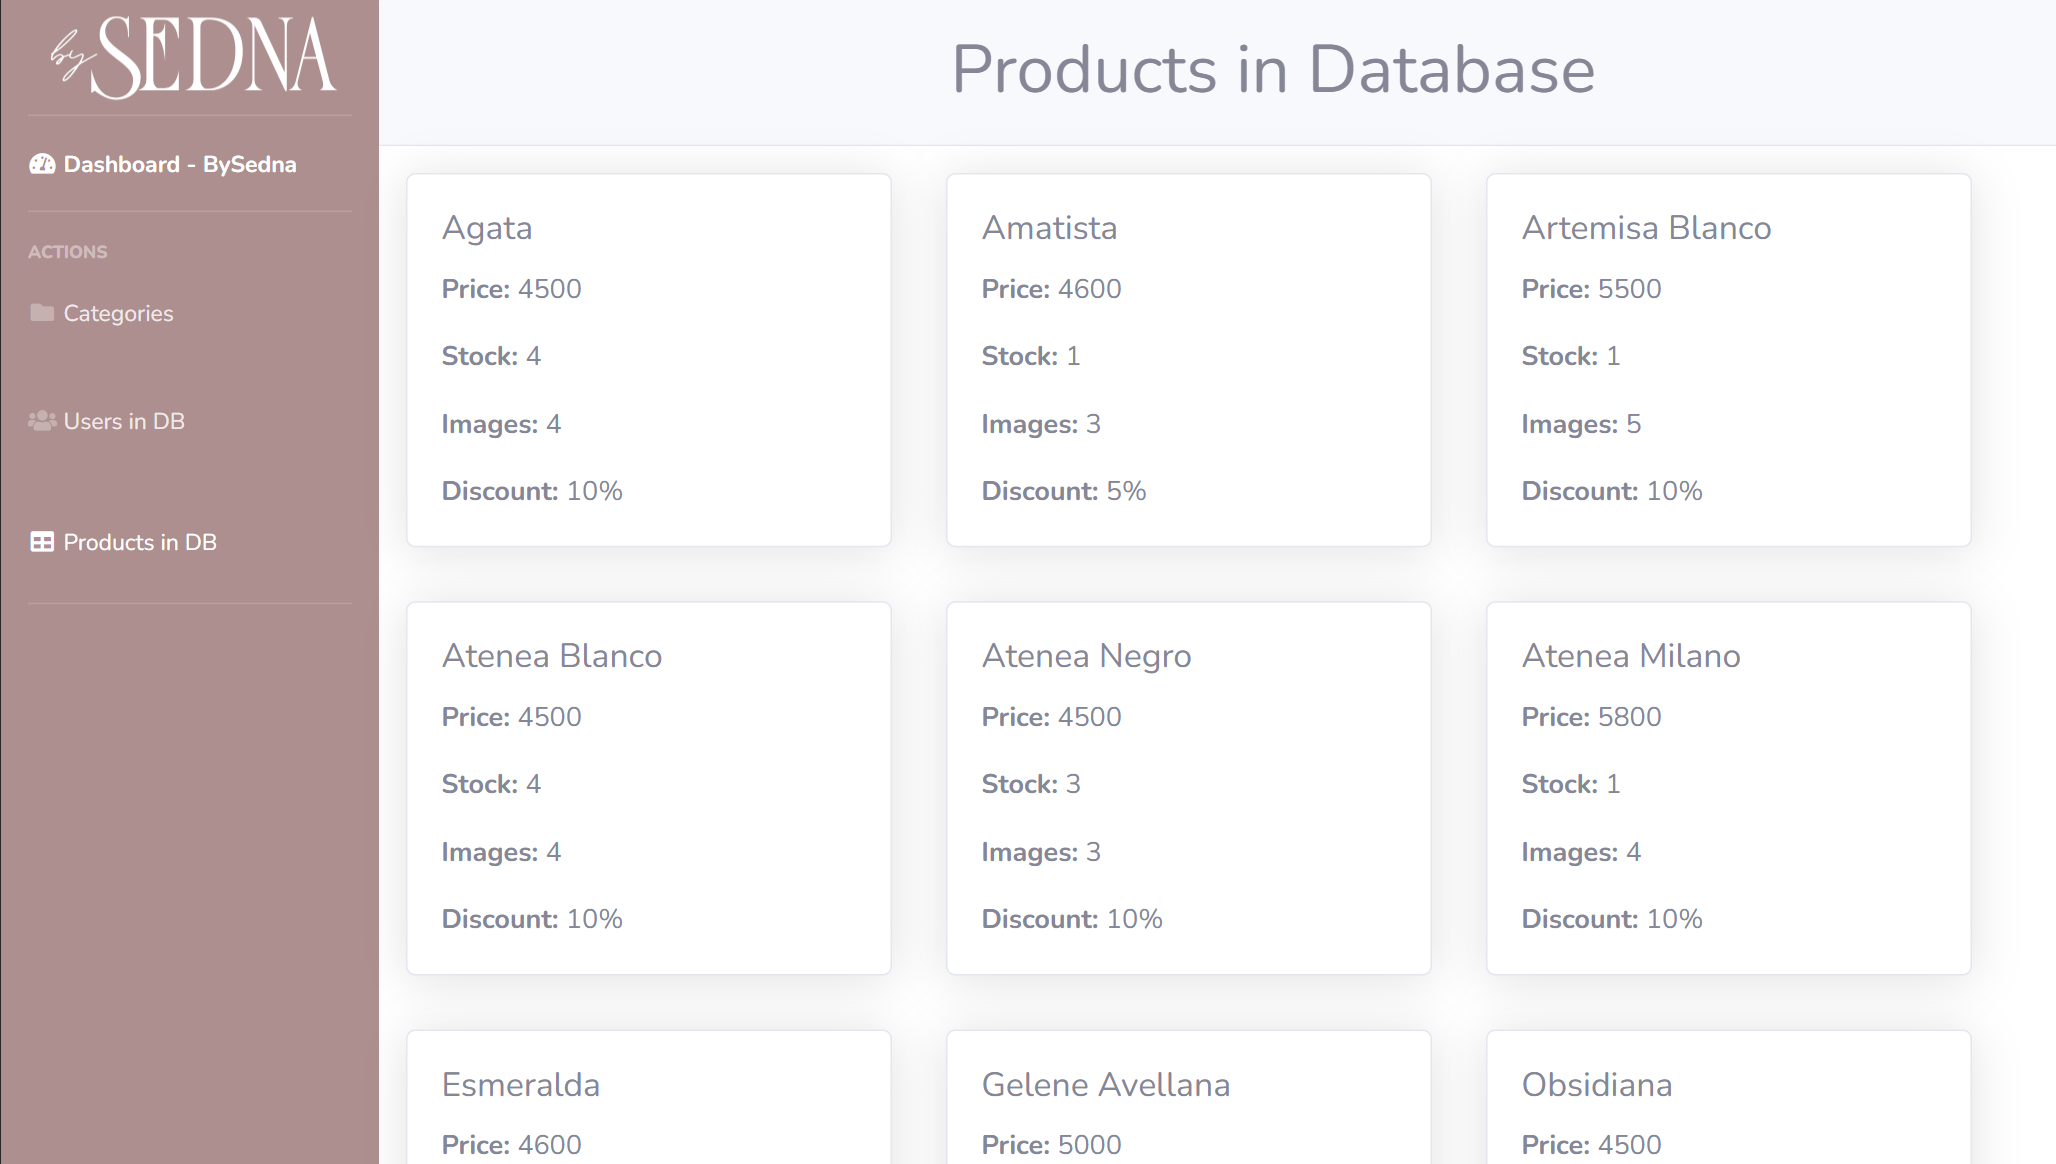 by SEDNA
Dashboard - BySedna
ACTIONS
Categories
Users in DB
Products in DB
Products in Database
Agata
Price: 4500
Stock: 4
Images: 4
Discount: 10%
Amatista
Price: 4600
Stock: 1
Images: 3
Discount: 5%
Artemisa Blanco
Price: 5500
Stock: 1
Images: 5
Discount: 10%
Atenea Blanco
Price: 4500
Stock: 4
Images: 4
Discount: 10%
Atenea Negro
Price: 4500
Stock: 3
Images: 3
Discount: 10%
Atenea Milano
Price: 5800
Stock: 1
Images: 4
Discount: 10%
Esmeralda
Price: 4600
Gelene Avellana
Price: 5000
Obsidiana
Price: 4500